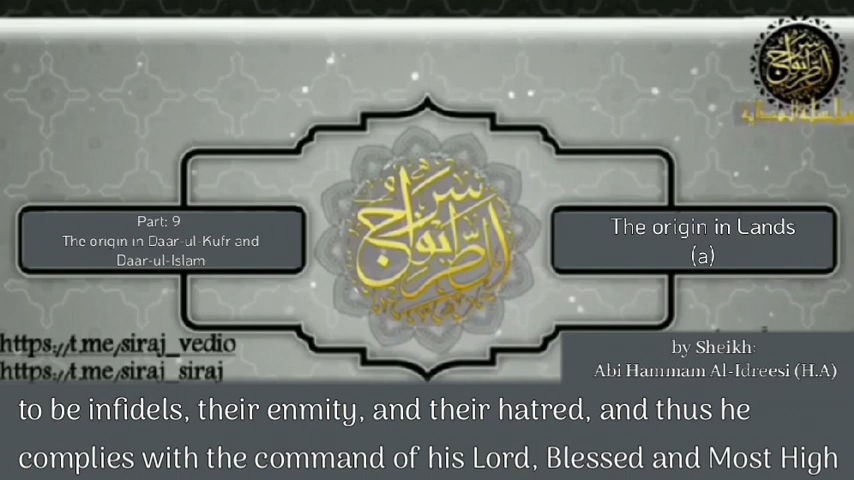 سراج
الطريق
Part: 9
The origin in Daar-ul-Kufr and
Daar-ul-Islam
The origin in Lands
(a)
https://t.me/siraj_vedio
https://t.me/siraj_siraj
by Sheikh:
Abi Hammam Al-Idreesi (H.A)
to be infidels, their enmity, and their hatred, and thus he
complies with the command of his Lord, Blessed and Most High